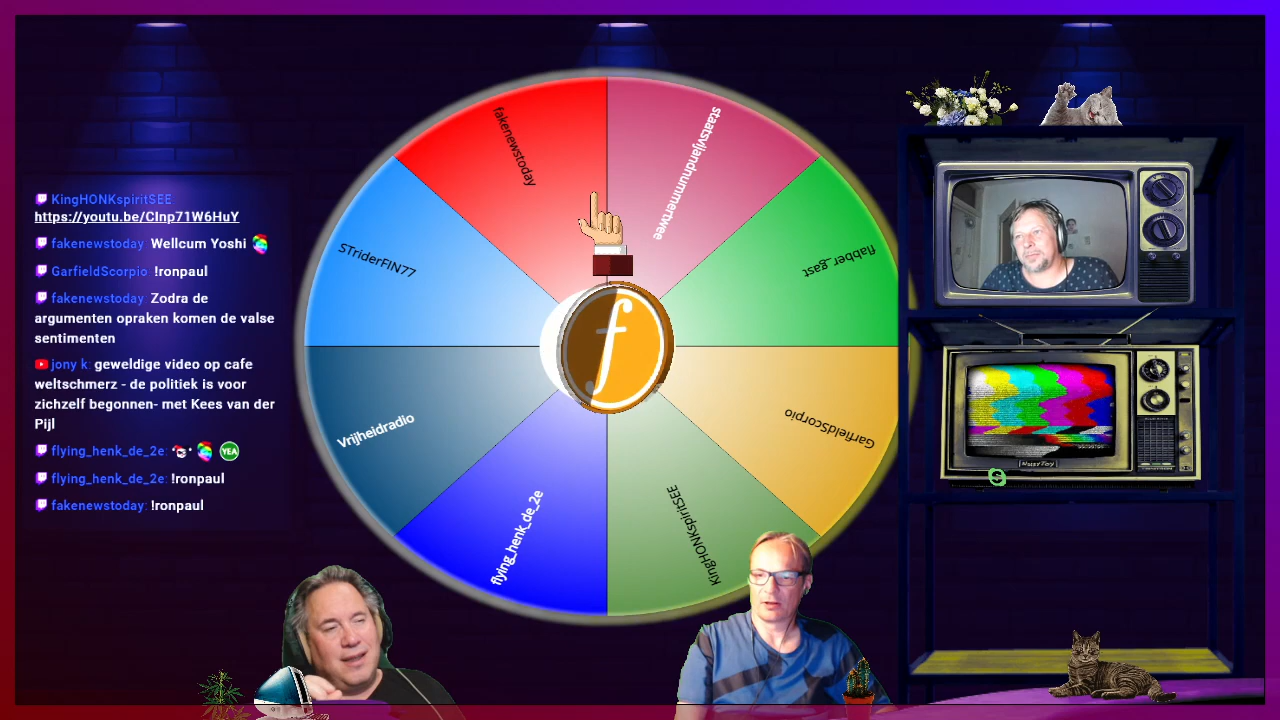 KingHONKspiritSEE
https://youtu.be/CInp71W6HuY
fakenewstoday: Wellcum Yoshi
GarfieldScorpio: !ronpaul
fakenewstoday: Zodra de
argumenten opraken komen de valse
sentimenten
jony k: geweldige video op cafe
weltschmerz - de politiek is voor
zichzelf begonnen- met Kees van der
Pijl
flying_henk_de_2e: YEA
flying_henk_de_2e: !ronpaul
fakenewstoday: !ronpaul
fakenewstoday
staatsvijandnummertwee
flabber_gast
GarfieldScorpio
KingHONKspiritSEE
flying_henk_de_2e
Vrijheidradio
STriderFIN77
f